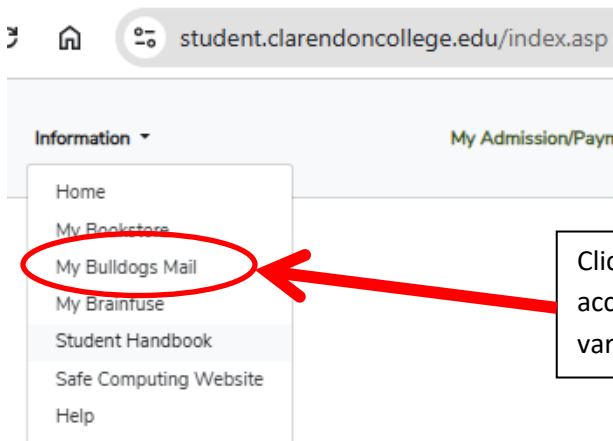 student.clarendoncollege.edu/index.asp
Information
My Admission/Paym
Home
My Bookstore
My Bulldogs Mail
My Brainfuse
Student Handbook
Safe Computing Website
Help
Clic
acc
var